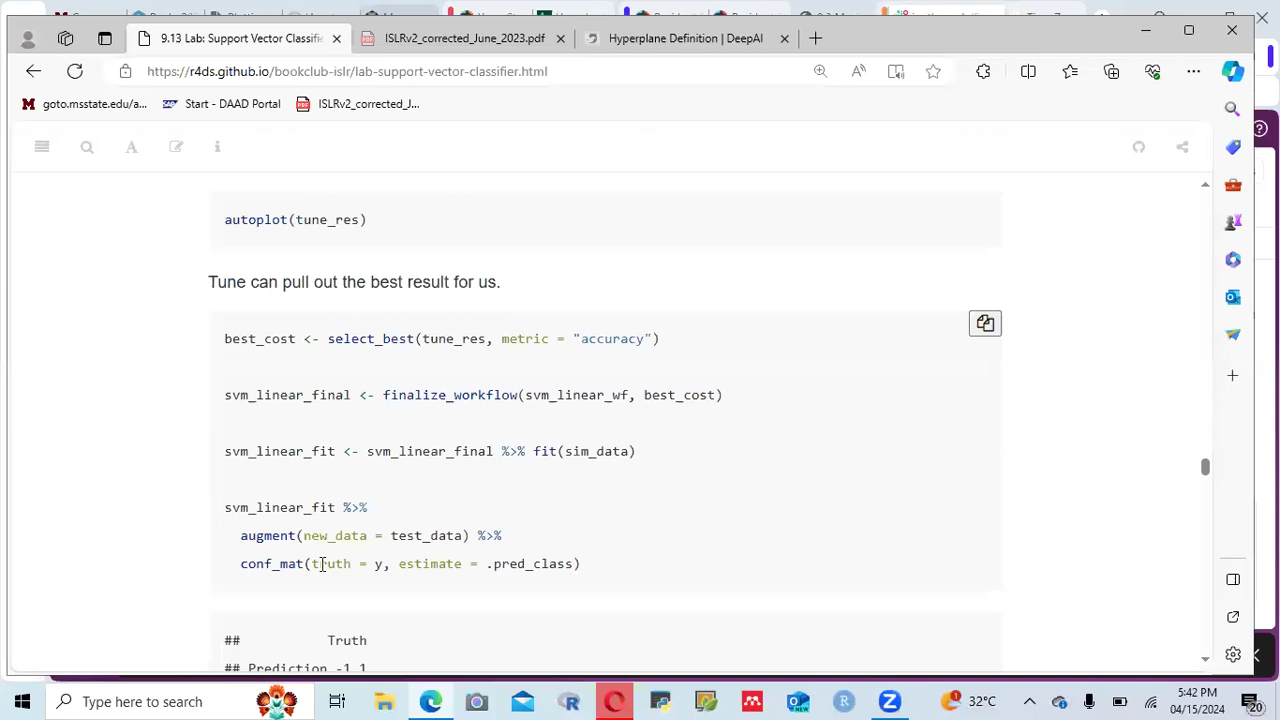 9.13 Lab: Support Vector Classifi
ISLRv2_corrected_June_2023.pdf
Hyperplane Definition | DeepAI
https://r4ds.github.io/bookclub-islr/lab-support-vector-classifier.html
goto.msstate.edu/a...
Start - DAAD Portal
ISLRv2_corrected_J...
autoplot(tune_res)
Tune can pull out the best result for us.
best_cost <- select_best(tune_res, metric = "accuracy")
svm_linear_final <- finalize_workflow(svm_linear_wf, best_cost)
svm_linear_fit <- svm_linear_final %>% fit(sim_data)
svm_linear_fit %>%
augment(new_data = test_data) %>%
conf_mat(truth = y, estimate = .pred_class)
## Truth
## Prediction -1 1
Type here to search
32°C
5:42 PM
04/15/2024
20